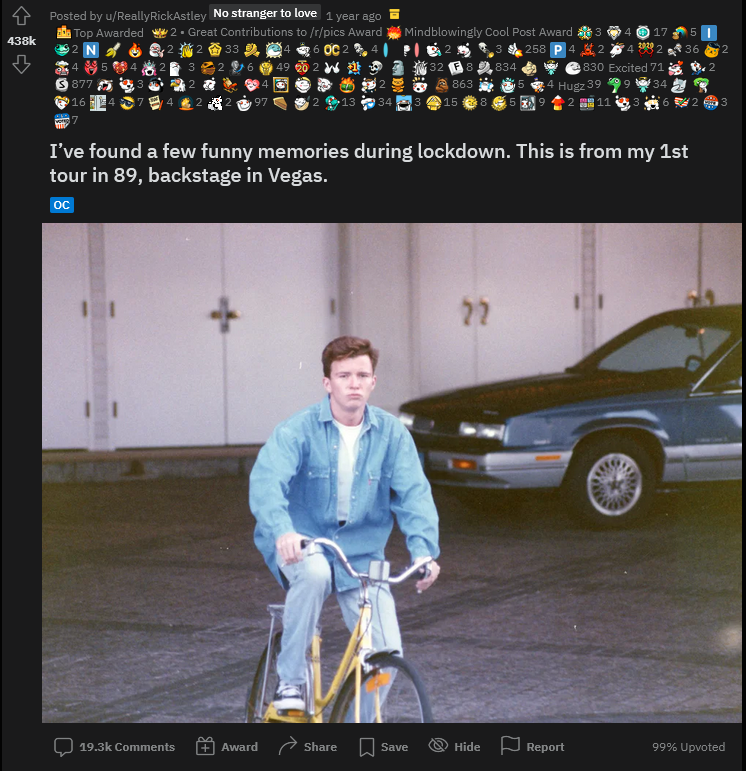 Posted by u/ReallyRickAstley No stranger to love 1 year ago
438k
Top Awarded 2 • Great Contributions to /r/pics Award Mindblowingly Cool Post Award 3 4 17 5 I
2 N 4 2 2 33 4 6 OC 2 4 2 3 258 P 4 2 4 2 36 2
4 5 4 2 3 2 6 49 20 2 32 F 8 834 4 830 Excited 71 2
S 877 3 2 2 4 2 863 5 4 Hugz 39 9 34
16 4 7 4 2 2 97 2 13 34 3 15 8 5 9 2 11 3 6 2 3
VOTED 7
I’ve found a few funny memories during lockdown. This is from my 1st
tour in 89, backstage in Vegas.
OC
19.3k Comments Award Share Save Hide Report 99% Upvoted